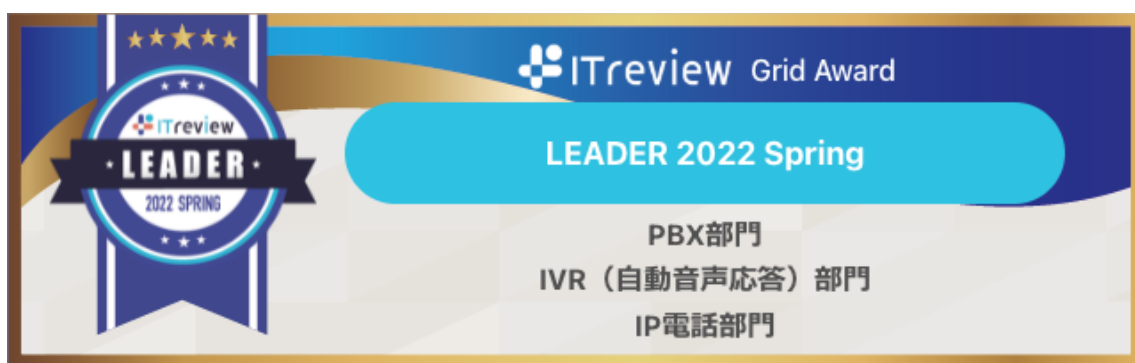 ITreview
LEADER
2022 SPRING
ITreview Grid Award
LEADER 2022 Spring
PBX部門
IVR（自動音声応答）部門
IP電話部門